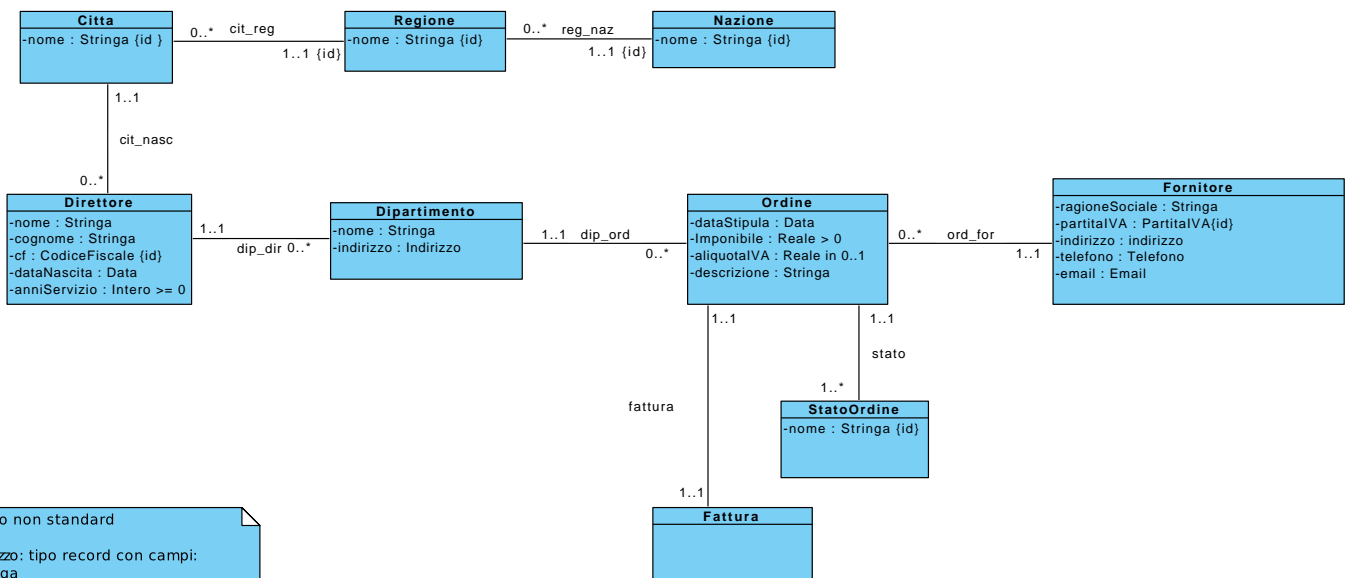 Citta
-nome : Stringa {id }
0..*
cit_reg
1..1 {id}
Regione
-nome : Stringa {id}
0..*
reg_naz
1..1 {id}
Nazione
-nome : Stringa {id}
1..1
cit_nasc
0..*
Direttore
-nome : Stringa
-cognome : Stringa
-cf : CodiceFiscale {id}
-dataNascita : Data
-anniServizio : Intero >= 0
1..1
dip_dir
0..*
Dipartimento
-nome : Stringa
-indirizzo : Indirizzo
1..1
dip_ord
0..*
Ordine
-dataStipula : Data
-Imponibile : Reale > 0
-aliquotaIVA : Reale in 0..1
-descrizione : Stringa
0..*
ord_for
1..1
Fornitore
-ragioneSociale : Stringa
-partitaIVA : PartitaIVA{id}
-indirizzo : indirizzo
-telefono : Telefono
-email : Email
1..1
1..1
stato
1..*
fattura
StatoOrdine
-nome : Stringa {id}
1..1
Fattura
o non standard
zzo: tipo record con campi: